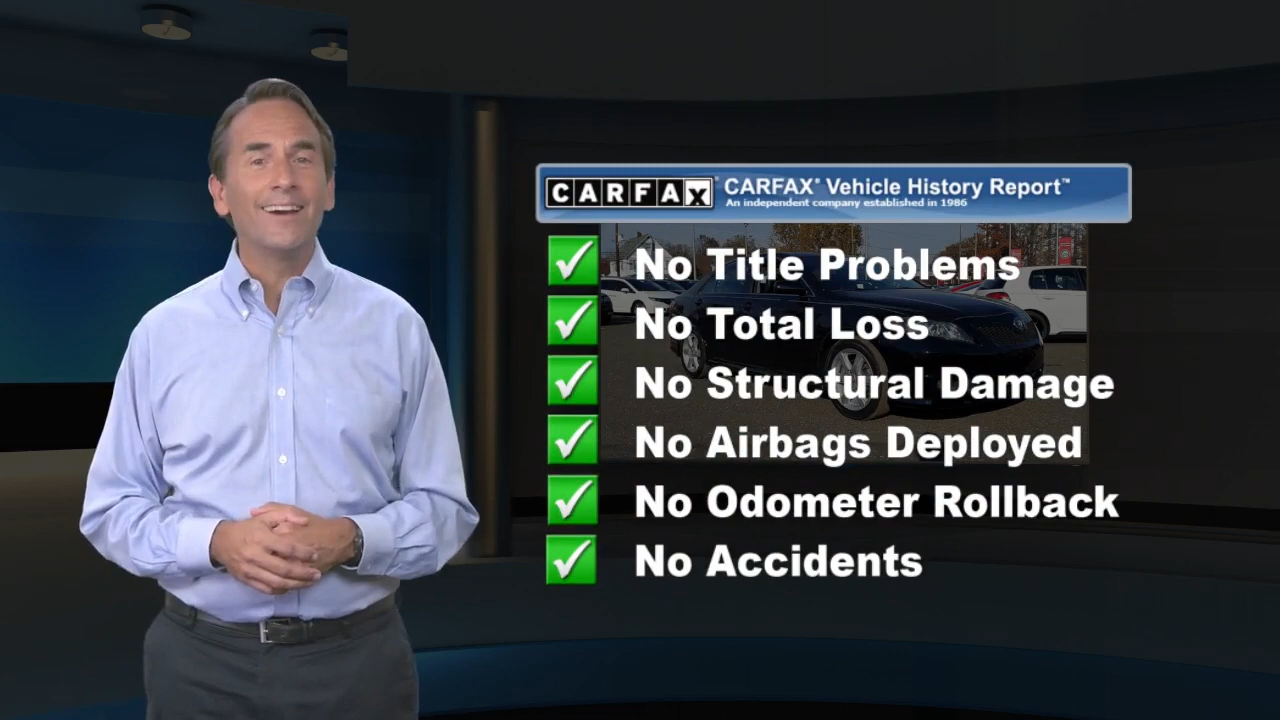 CARFAX® CARFAX® Vehicle History Report™
An independent company established in 1986
No Title Problems
No Total Loss
No Structural Damage
No Airbags Deployed
No Odometer Rollback
No Accidents